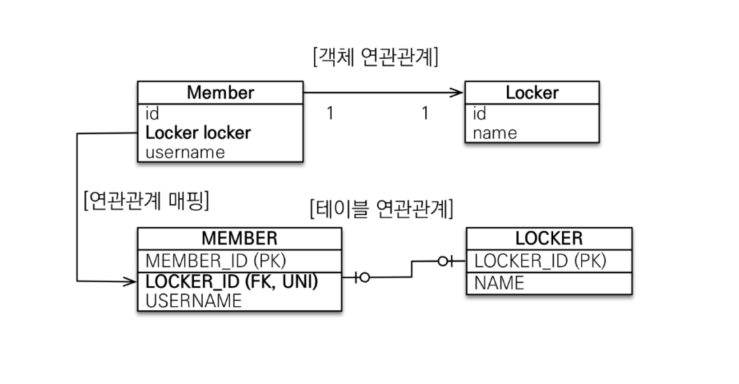 [객체 연관관계]
Member
Locker
id
Locker locker
username
1
1
id
name
[연관관계 매핑]
[테이블 연관관계]
MEMBER
MEMBER_ID (PK)
LOCKER_ID (FK, UNI)
USERNAME
LOCKER
LOCKER_ID (PK)
NAME